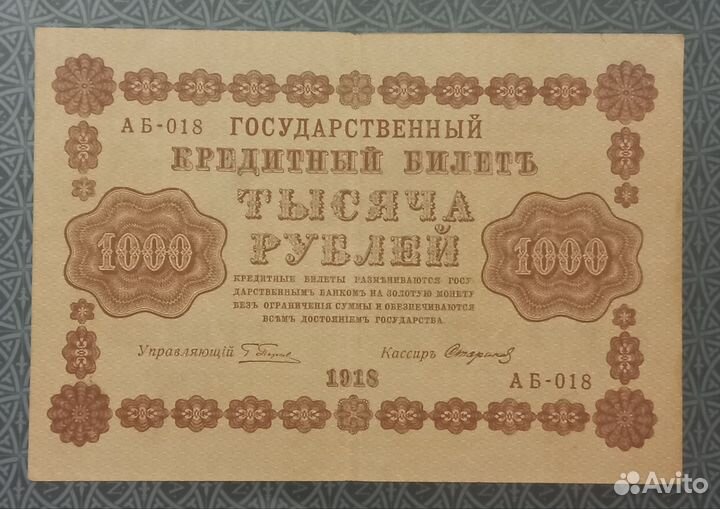 АБ-018 ГОСУДАРСТВЕННЫЙ
КРЕДИТНЫЙ БИЛЕТЪ
ТЫСЯЧА
РУБЛЕЙ
1000 1000
КРЕДИТНЫЕ БИЛЕТЫ РАЗМѢНИВАЮТСЯ ГОСУ
ДАРСТВЕННЫМЪ БАНКОМЪ НА ЗОЛОТУЮ МОНЕТУ
БЕЗЪ ОГРАНИЧЕНІЯ СУММЫ И ОБЕЗПЕЧИВАЮТСЯ
ВСѢМЪ ДОСТОЯНІЕМЪ ГОСУДАРСТВА.
Управляющій Кассиръ Стариков
1918
АБ-018
Avito